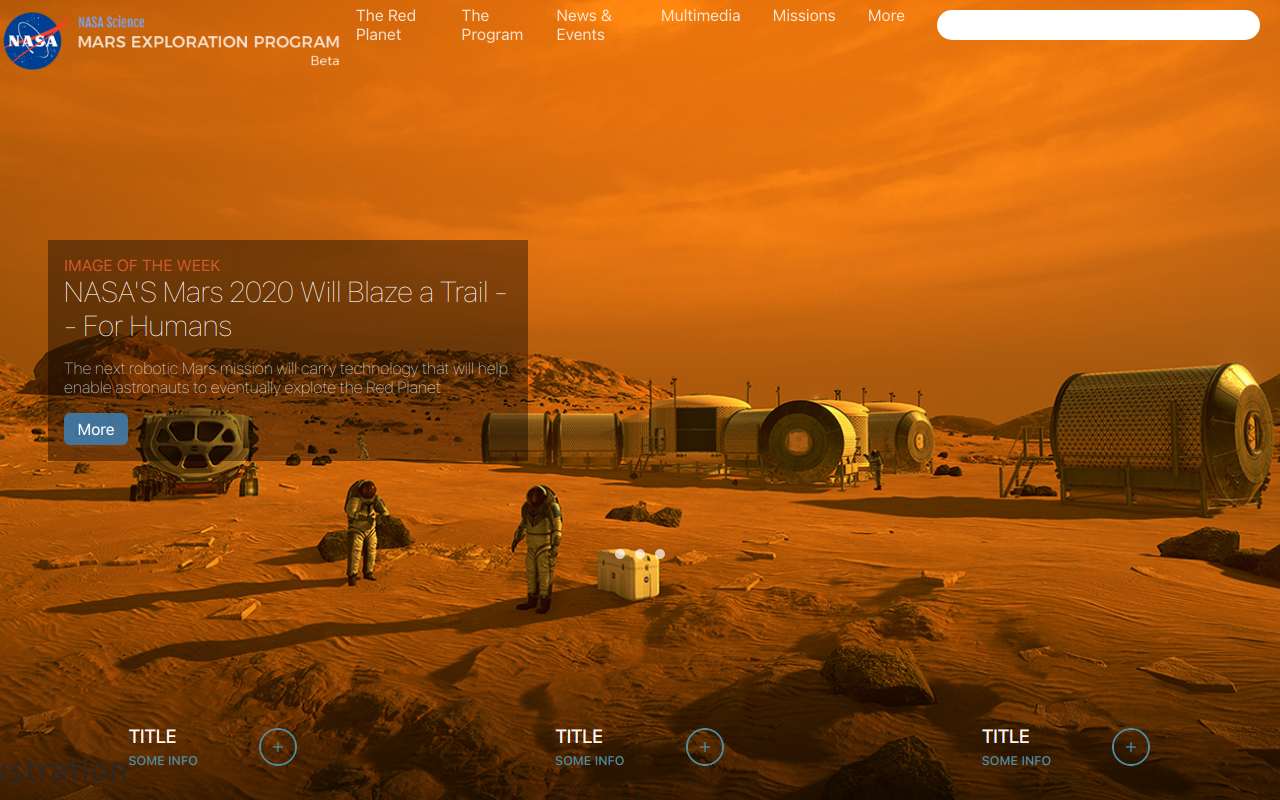 NASA
NASA Science
MARS EXPLORATION PROGRAM
Beta
The Red
Planet
The
Program
News &
Events
Multimedia
Missions
More
IMAGE OF THE WEEK
NASA'S Mars 2020 Will Blaze a Trail -
- For Humans
The next robotic Mars mission will carry technology that will help
enable astronauts to eventually explote the Red Planet
More
TITLE
SOME INFO
TITLE
SOME INFO
TITLE
SOME INFO
ustration